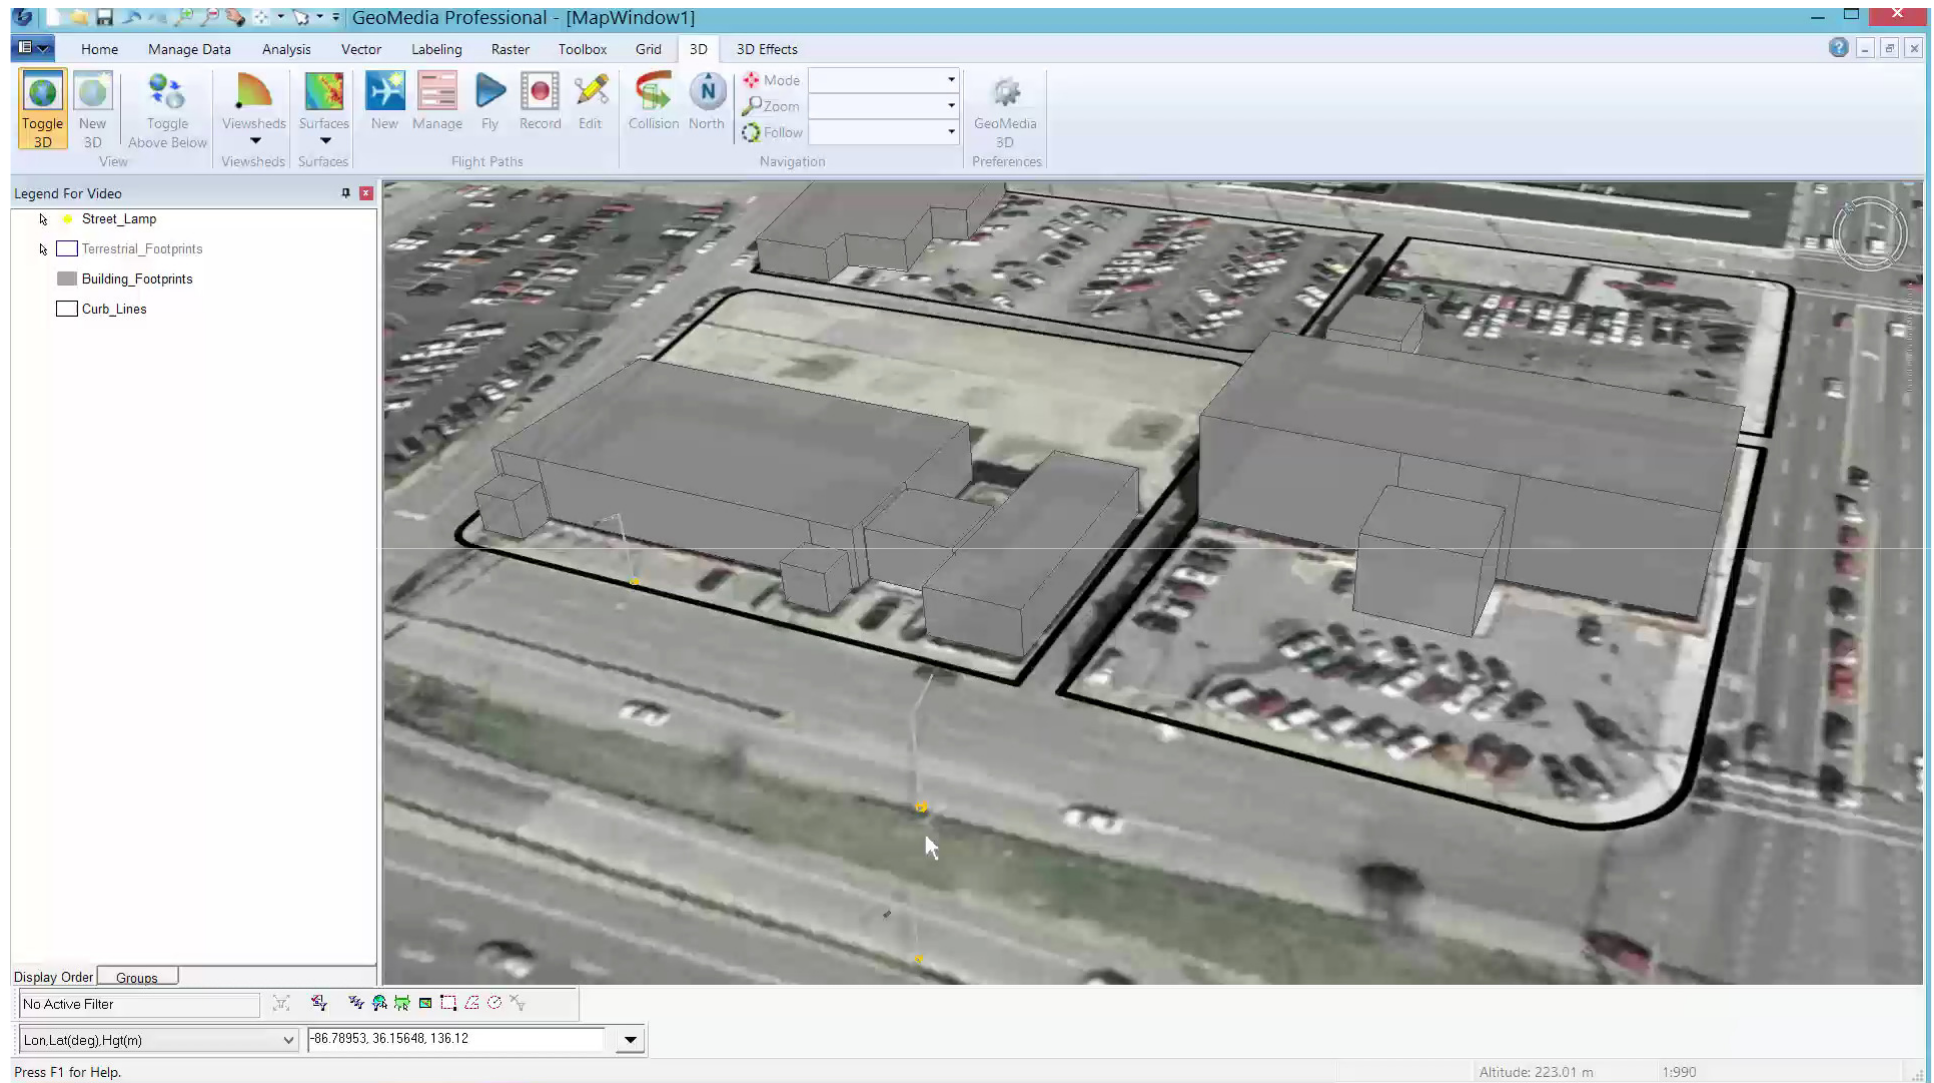 GeoMedia Professional - [MapWindow1]
Home Manage Data Analysis Vector Labeling Raster Toolbox Grid 3D 3D Effects
Toggle 3D
New 3D
Toggle Above Below
View
Viewsheds
Viewsheds
Surfaces
Surfaces
New
Manage
Fly
Record
Edit
Flight Paths
Collision
North
Mode
Zoom
Follow
Navigation
GeoMedia 3D
Preferences
Legend For Video
Street_Lamp
Terrestrial_Footprints
Building_Footprints
Curb_Lines
Display Order Groups
No Active Filter
Lon,Lat(deg),Hgt(m) -86.78953, 36.15648, 136.12
Press F1 for Help. Altitude: 223.01 m 1:990